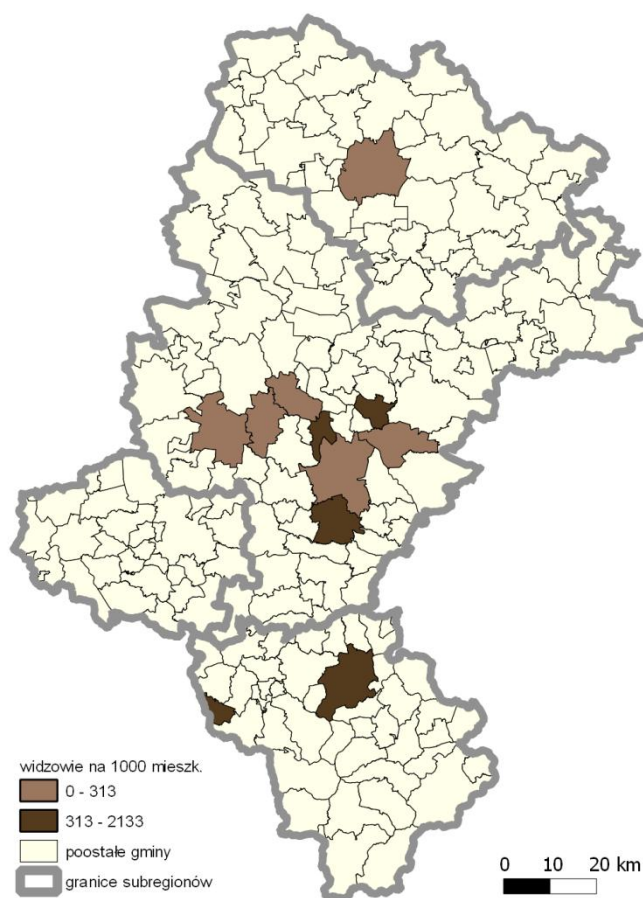 widzowie na 1000 mieszk.
0 - 313
313 - 2133
poostałe gminy
granice subregionów
0 10 20 km